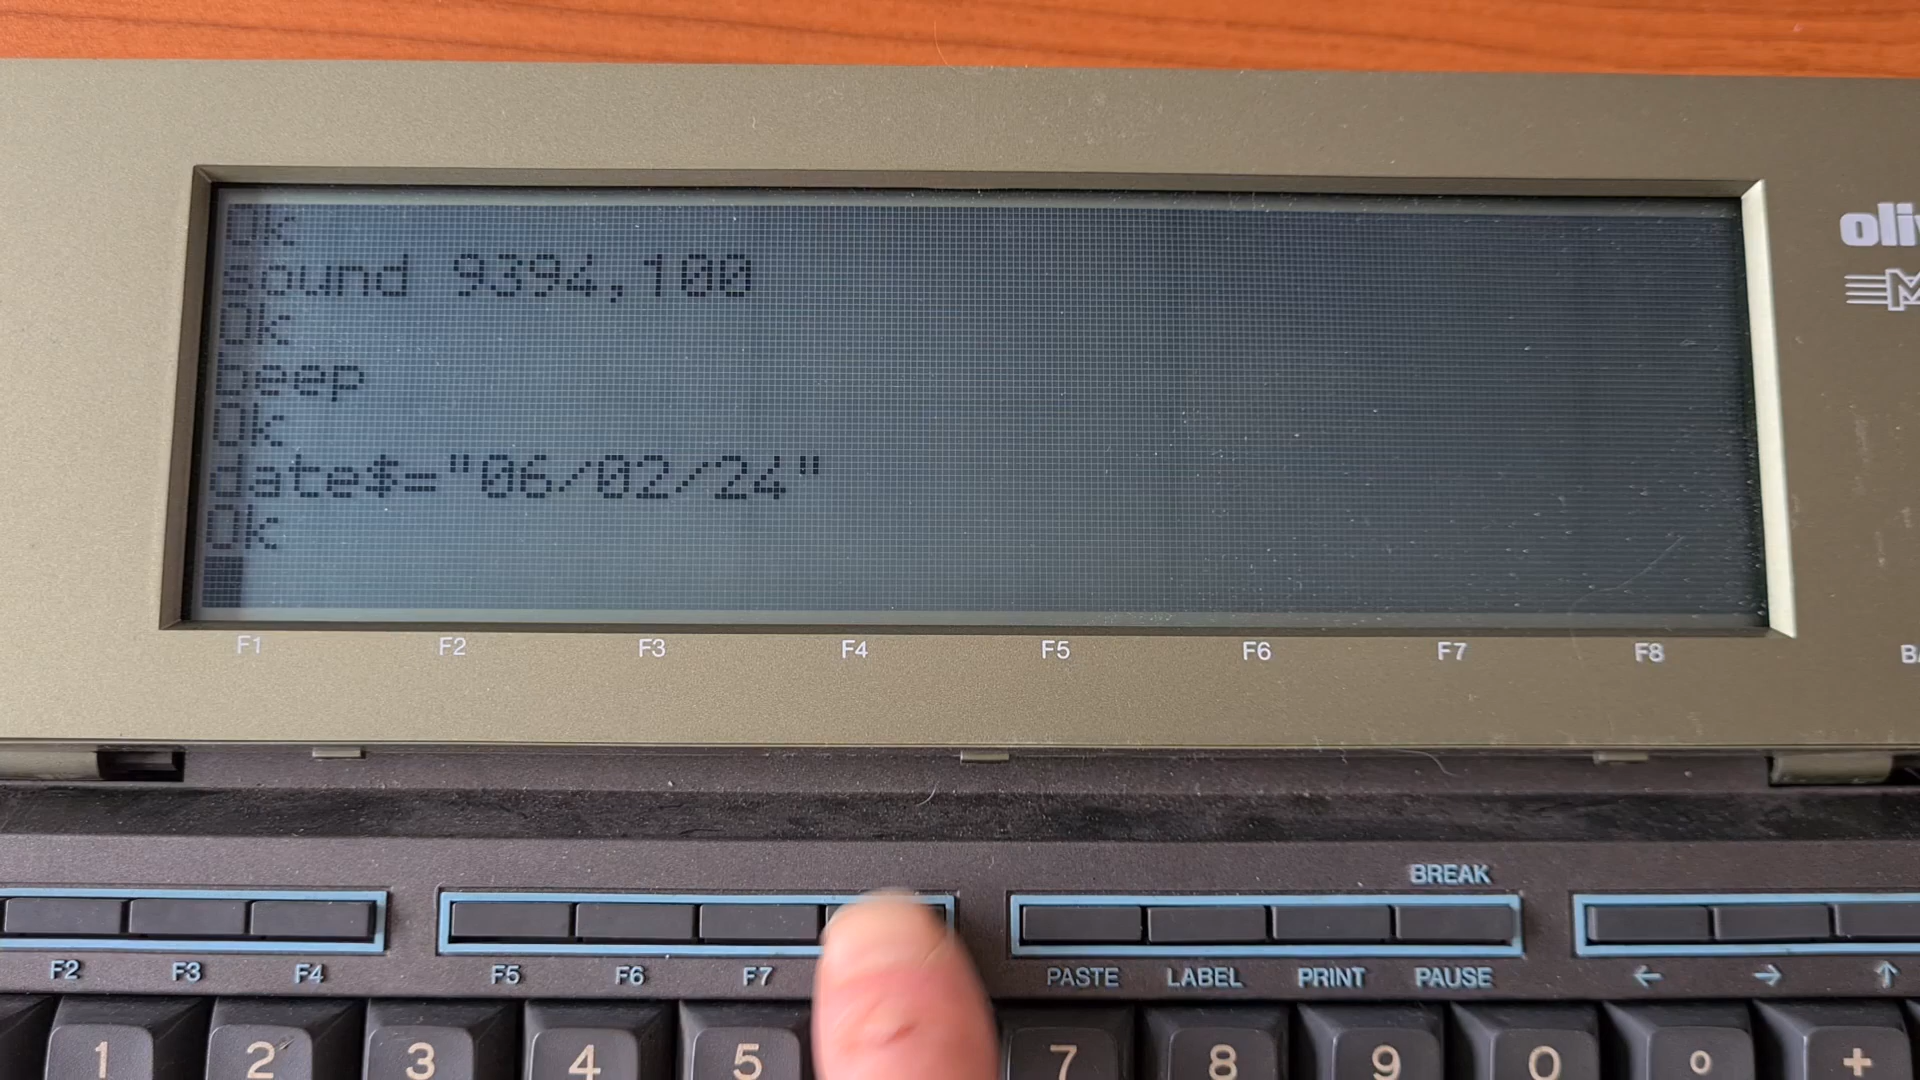 Ok
sound 9394,100
Ok
beep
Ok
date$="06/02/24"
Ok
F1 F2 F3 F4 F5 F6 F7 F8
BREAK
F2 F3 F4 F5 F6 F7 PASTE LABEL PRINT PAUSE ← → ↑
1 2 3 4 5 7 8 9 0 +